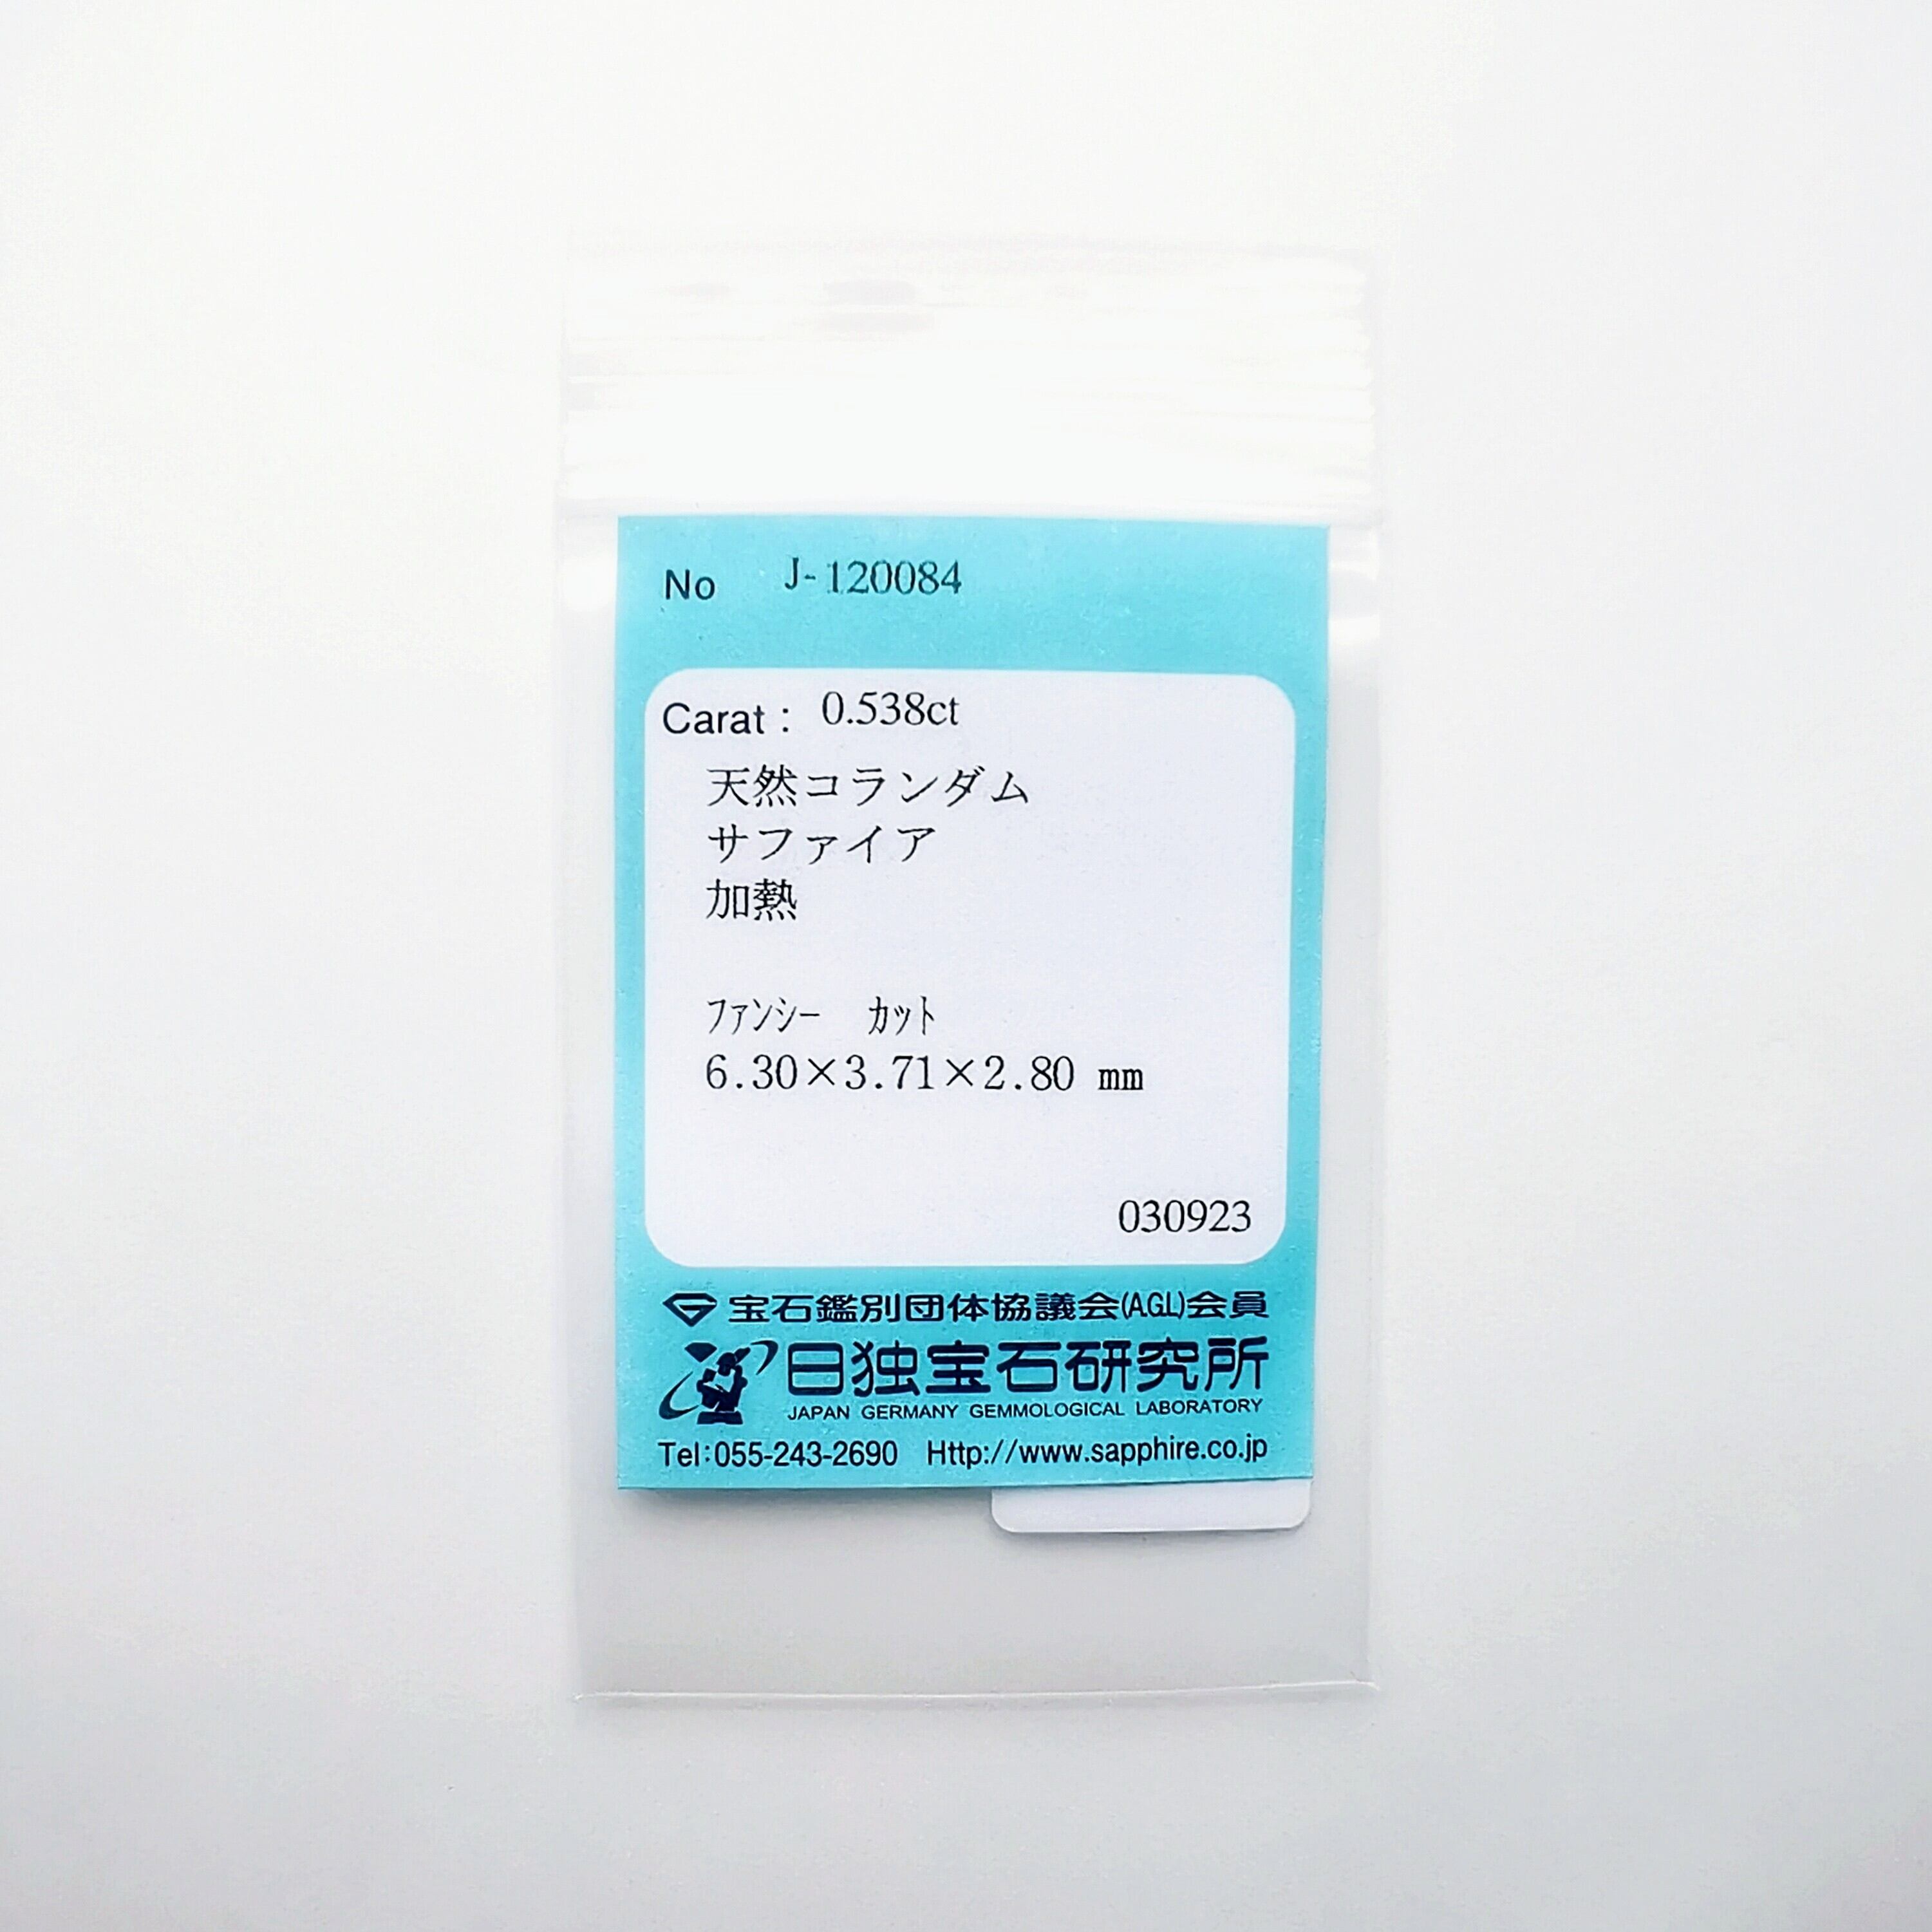 No J-120084
Carat : 0.538ct
天然コランダム
サファイア
加熱
ﾌｧﾝｼｰ ｶｯﾄ
6.30×3.71×2.80 mm
030923
宝石鑑別団体協議会(AGL)会員
日独宝石研究所
JAPAN GERMANY GEMMOLOGICAL LABORATORY
Tel:055-243-2690 Http://www.sapphire.co.jp